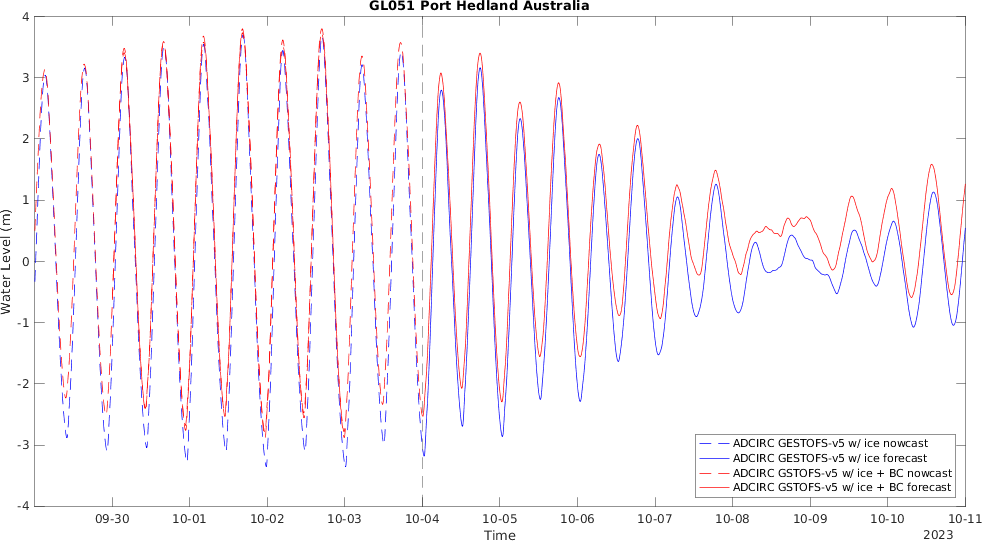 GL051 Port Hedland Australia
4
3
2
1
0
-1
-2
-3
-4
Water Level (m)
ADCIRC GESTOFS-v5 w/ ice nowcast
ADCIRC GESTOFS-v5 w/ ice forecast
ADCIRC GSTOFS-v5 w/ ice + BC nowcast
ADCIRC GSTOFS-v5 w/ ice + BC forecast
09-30 10-01 10-02 10-03 10-04 10-05 10-06 10-07 10-08 10-09 10-10 10-11
Time 2023